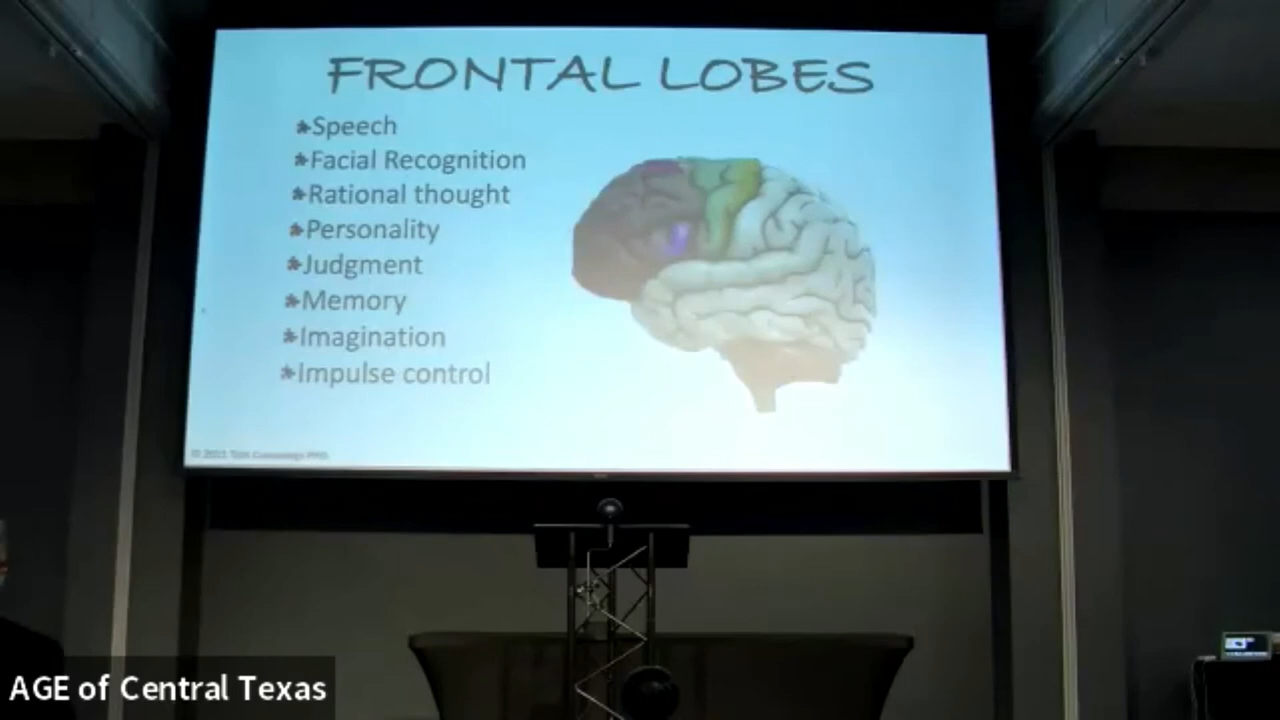 FRONTAL LOBES
Speech
Facial Recognition
Rational thought
Personality
Judgment
Memory
Imagination
Impulse control
AGE of Central Texas